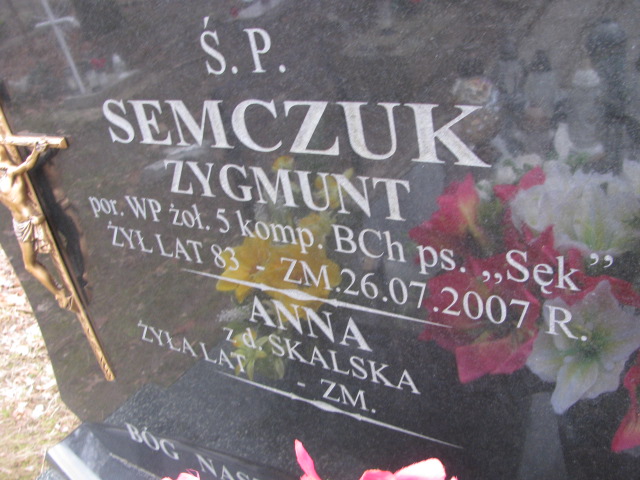 Ś. P.
SEMCZUK
ZYGMUNT
por. WP żoł. 5 komp. BCh ps. „Sęk”
ŻYŁ LAT 83 - ZM. 26.07.2007 R.
ANNA
z d. SKALSKA
ŻYŁA LAT - ZM.
BÓG